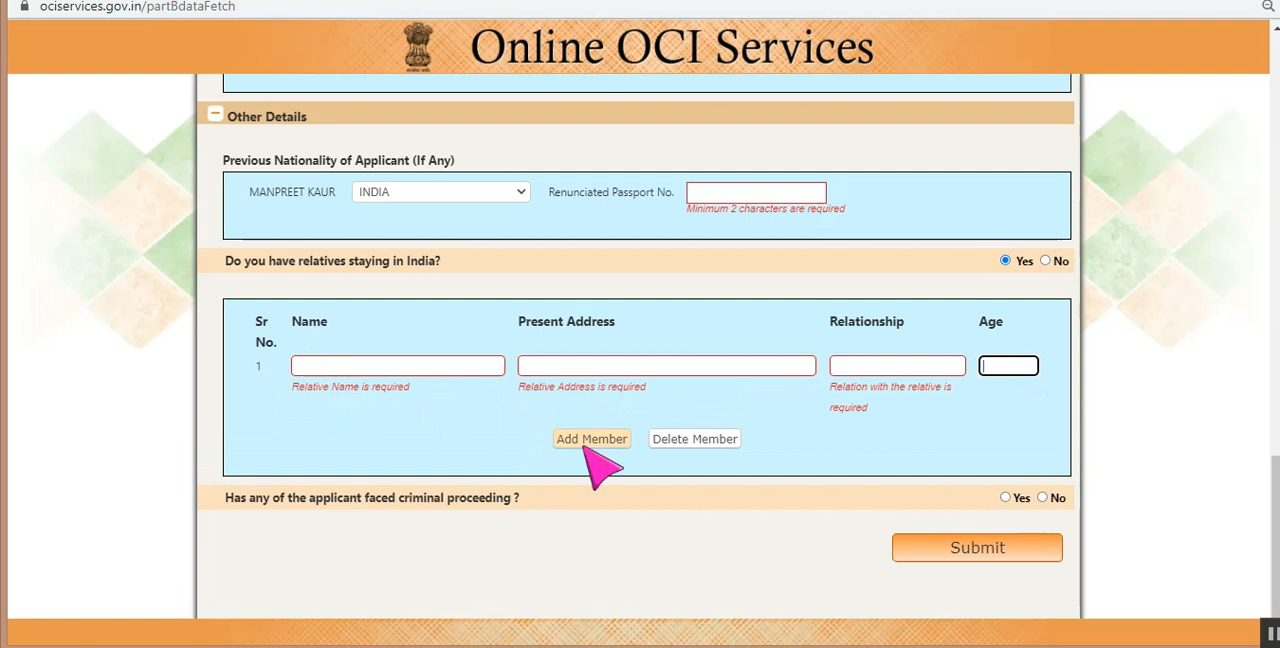 ociservices.gov.in/partBdataFetch
Online OCI Services
Other Details
Previous Nationality of Applicant (If Any)
MANPREET KAUR INDIA Renunciated Passport No.
Minimum 2 characters are required
Do you have relatives staying in India? Yes No
Sr No. Name Present Address Relationship Age
1
Relative Name is required Relative Address is required Relation with the relative is required
Add Member Delete Member
Has any of the applicant faced criminal proceeding ? Yes No
Submit